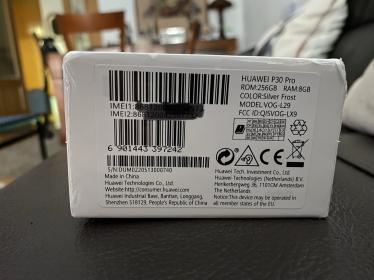 HUAWEI P30 Pro
ROM:256GB RAM:8GB
COLOR:Silver Frost
MODEL:VOG-L29
FCC ID:QISVOG-LX9
IMEI1:
IMEI2:
6 901443 397242
S/N:DUM0220513000740
Made in China
Huawei Technologies Co., Ltd.
Website: http://consumer.huawei.com
Huawei Industrial Base, Bantian, Longgang,
Shenzhen 518129, People's Republic of China
CE
Huawei Tech. Investment Co., Ltd.
Huawei Technologies (Netherlands) B.V.
Herikerbergweg 36, 1101CM Amsterdam
The Netherlands
Notice:This device may be operated in
all member states of the EU.